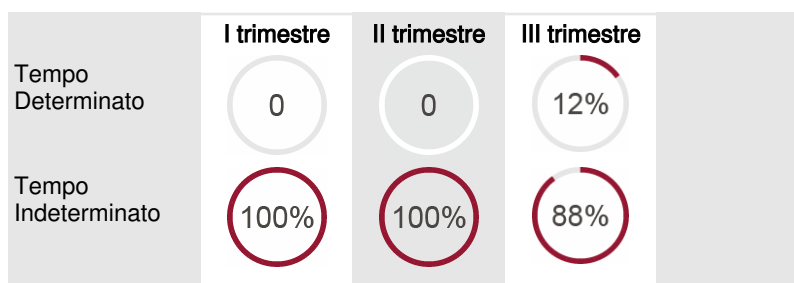 I trimestre II trimestre III trimestre
Tempo
Determinato
0 0 12%
Tempo
Indeterminato
100% 100% 88%